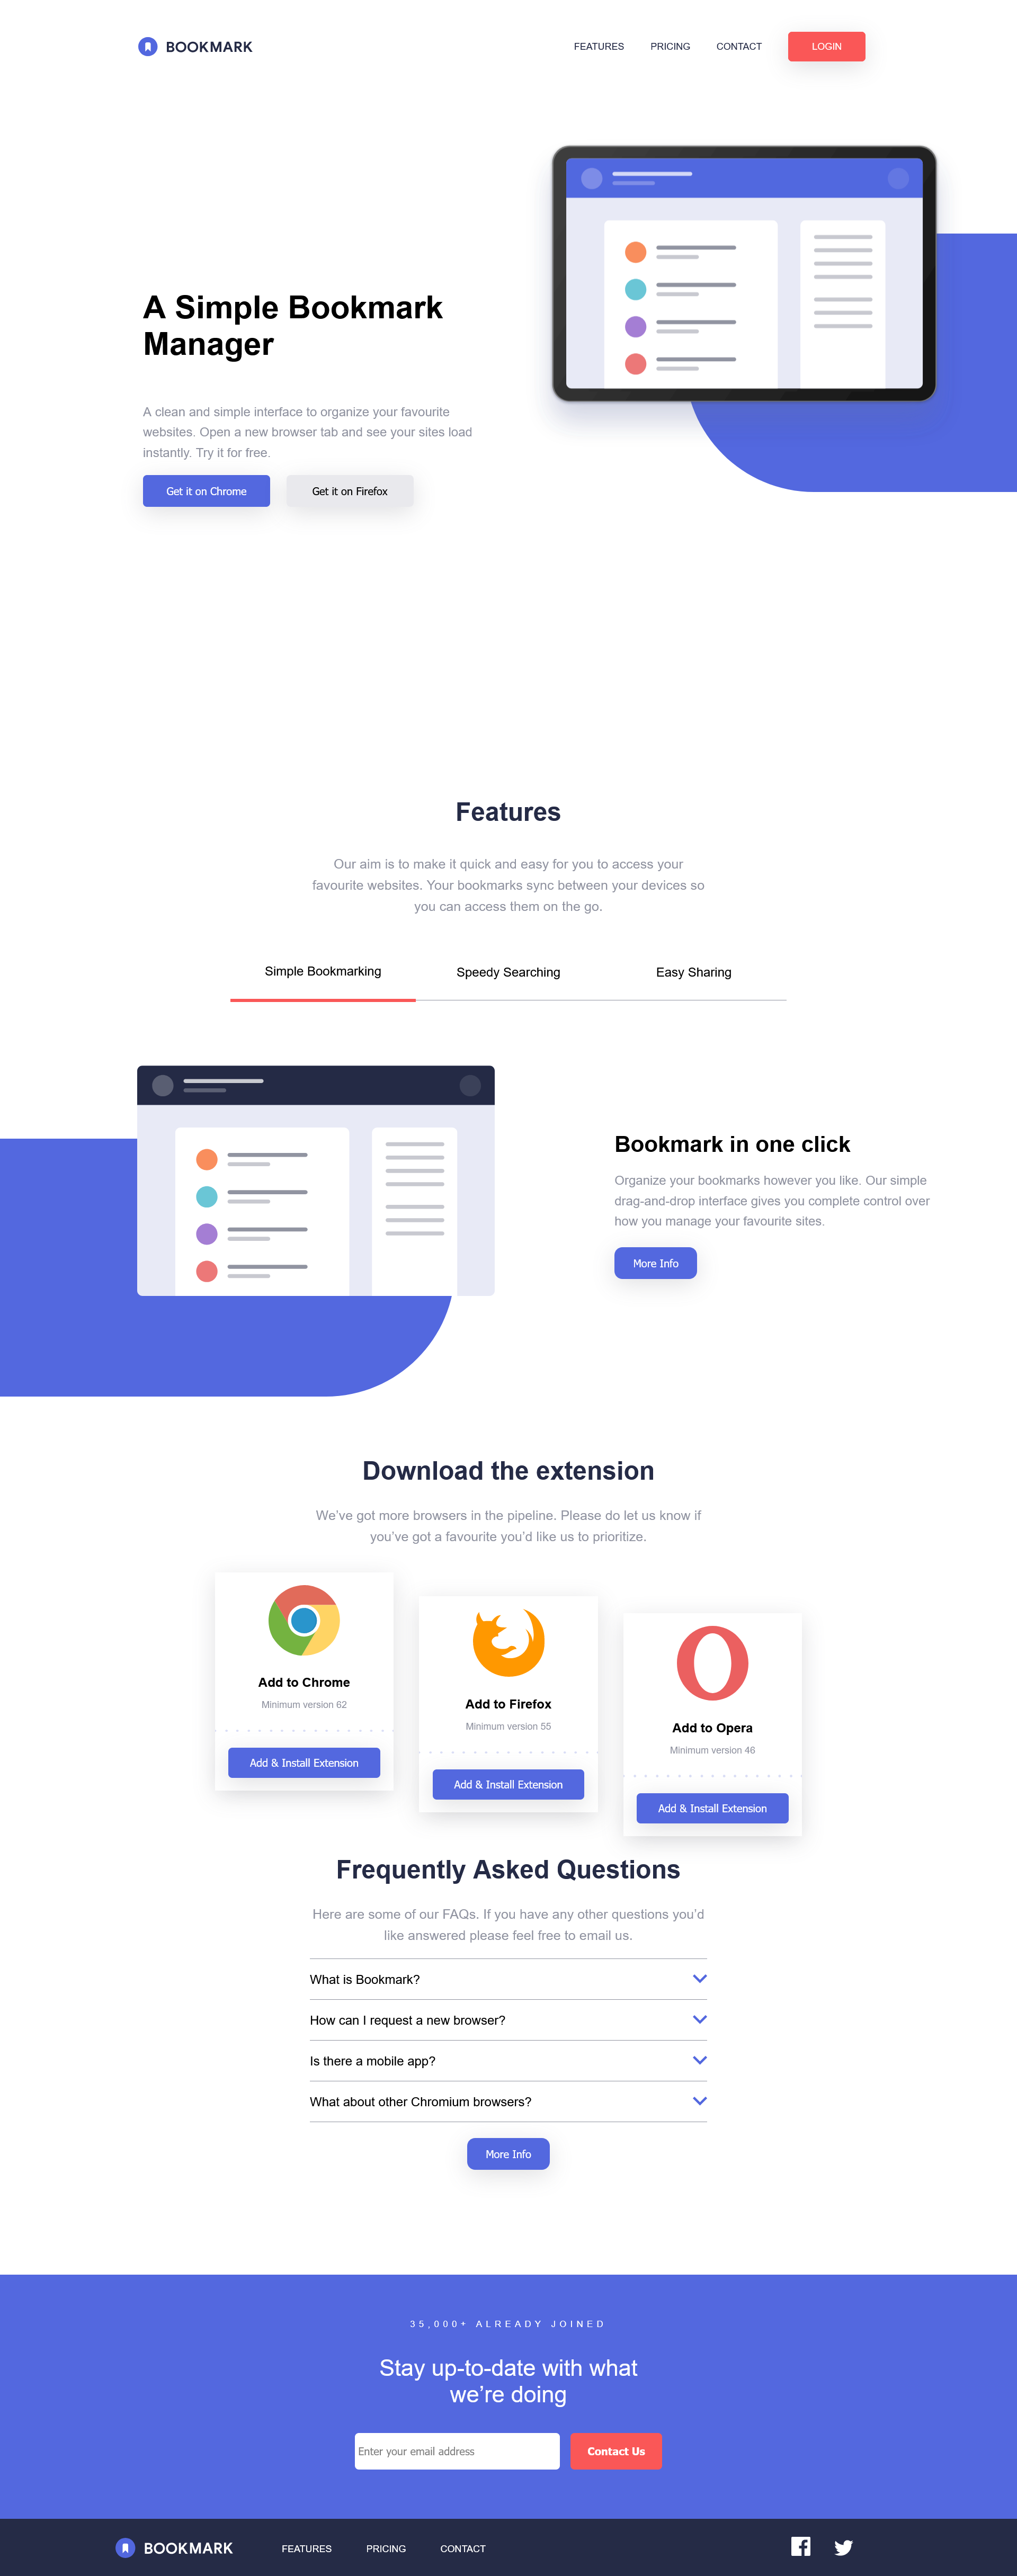 BOOKMARK
FEATURES PRICING CONTACT LOGIN
A Simple Bookmark
Manager
A clean and simple interface to organize your favourite
websites. Open a new browser tab and see your sites load
instantly. Try it for free.
Get it on Chrome Get it on Firefox
Features
Our aim is to make it quick and easy for you to access your
favourite websites. Your bookmarks sync between your devices so
you can access them on the go.
Simple Bookmarking Speedy Searching Easy Sharing
Bookmark in one click
Organize your bookmarks however you like. Our simple
drag-and-drop interface gives you complete control over
how you manage your favourite sites.
More Info
Download the extension
We’ve got more browsers in the pipeline. Please do let us know if
you’ve got a favourite you’d like us to prioritize.
Add to Chrome
Minimum version 62
Add & Install Extension
Add to Firefox
Minimum version 55
Add & Install Extension
Add to Opera
Minimum version 46
Add & Install Extension
Frequently Asked Questions
Here are some of our FAQs. If you have any other questions you’d
like answered please feel free to email us.
What is Bookmark?
How can I request a new browser?
Is there a mobile app?
What about other Chromium browsers?
More Info
35,000+ ALREADY JOINED
Stay up-to-date with what
we’re doing
Enter your email address Contact Us
BOOKMARK FEATURES PRICING CONTACT